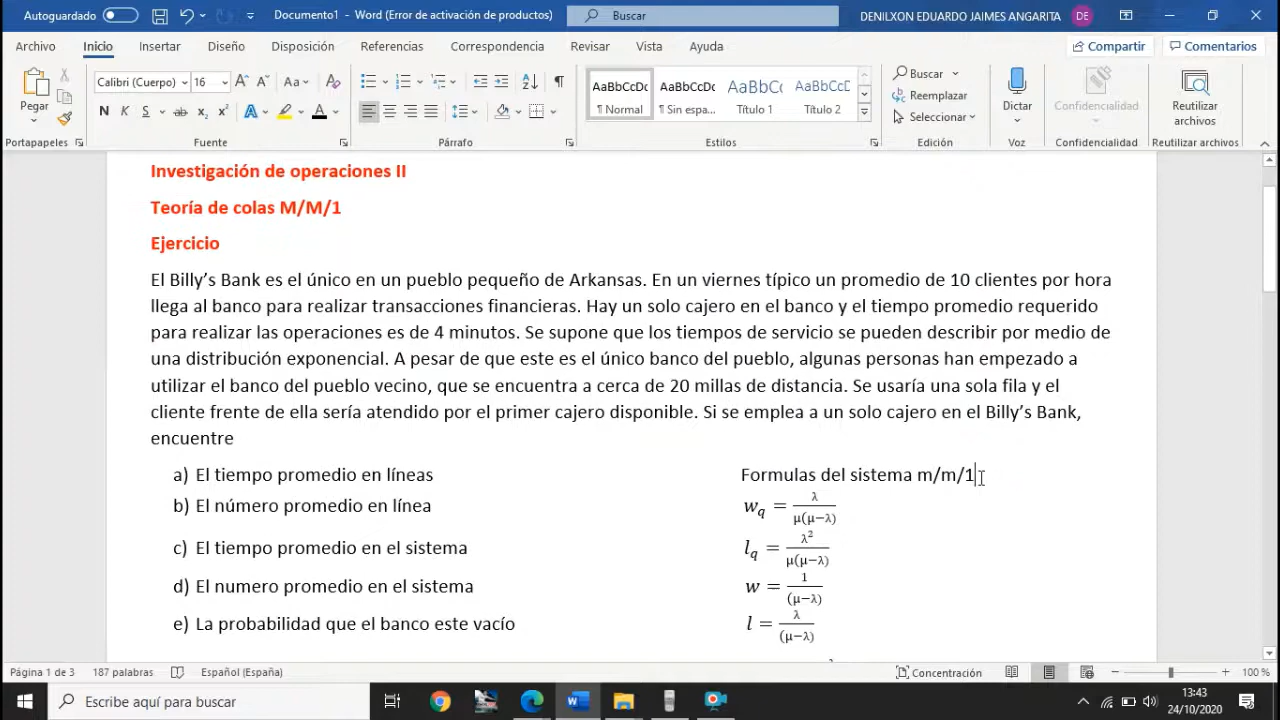 Autoguardado
Documento1 - Word (Error de activación de productos)
Buscar
DENILXON EDUARDO JAIMES ANGARITA
DE
Archivo Inicio Insertar Diseño Disposición Referencias Correspondencia Revisar Vista Ayuda
Compartir
Comentarios
Pegar
Calibri (Cuerpo) 16 A A Aa
N K S ab x₂ x² A A
AaBbCcDc AaBbCcDc AaBbCc AaBbCcD
¶ Normal ¶ Sin espa... Título 1 Título 2
Buscar
Reemplazar
Seleccionar
Dictar
Confidencialidad
Reutilizar
archivos
Portapapeles Fuente Párrafo Estilos Edición Voz Confidencialidad Reutilizar archivos
Investigación de operaciones II
Teoría de colas M/M/1
Ejercicio
El Billy’s Bank es el único en un pueblo pequeño de Arkansas. En un viernes típico un promedio de 10 clientes por hora
llega al banco para realizar transacciones financieras. Hay un solo cajero en el banco y el tiempo promedio requerido
para realizar las operaciones es de 4 minutos. Se supone que los tiempos de servicio se pueden describir por medio de
una distribución exponencial. A pesar de que este es el único banco del pueblo, algunas personas han empezado a
utilizar el banco del pueblo vecino, que se encuentra a cerca de 20 millas de distancia. Se usaría una sola fila y el
cliente frente de ella sería atendido por el primer cajero disponible. Si se emplea a un solo cajero en el Billy’s Bank,
encuentre
a) El tiempo promedio en líneas
Formulas del sistema m/m/1
b) El número promedio en línea
w_q = λ / μ(μ−λ)
c) El tiempo promedio en el sistema
l_q = λ² / μ(μ−λ)
d) El numero promedio en el sistema
w = 1 / (μ−λ)
e) La probabilidad que el banco este vacío
l = λ / (μ−λ)
Página 1 de 3 187 palabras Español (España)
Concentración
100 %
Escribe aquí para buscar
13:43
24/10/2020